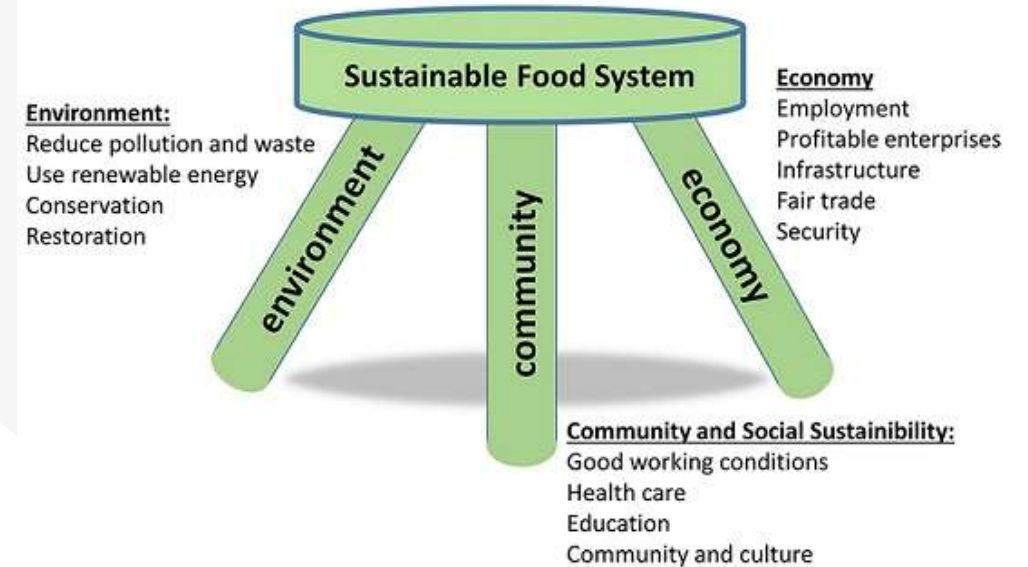 Sustainable Food System
Environment:
Reduce pollution and waste
Use renewable energy
Conservation
Restoration
environment
community
economy
Economy
Employment
Profitable enterprises
Infrastructure
Fair trade
Security
Community and Social Sustainibility:
Good working conditions
Health care
Education
Community and culture